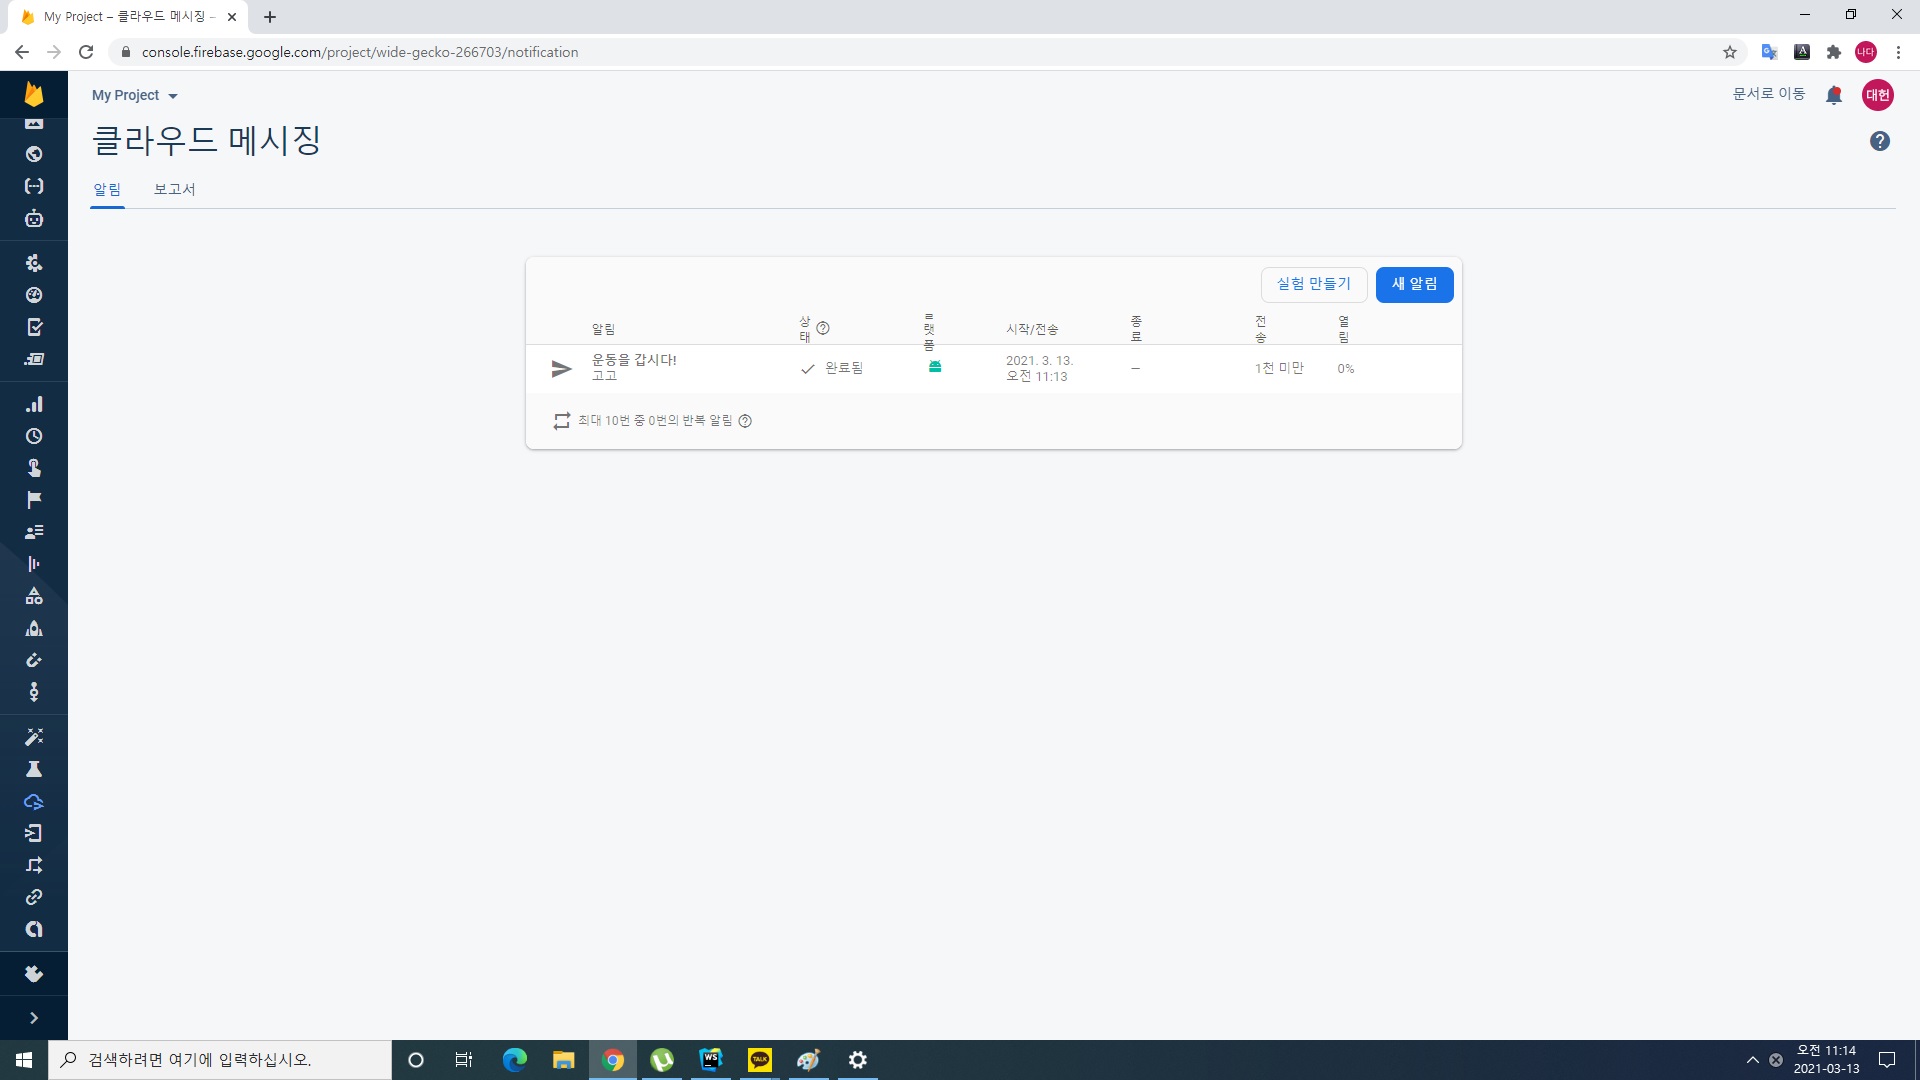 My Project – 클라우드 메시징 –
console.firebase.google.com/project/wide-gecko-266703/notification
나다
My Project
문서로 이동
대헌
클라우드 메시징
알림
보고서
실험 만들기
새 알림
알림
상태
랫폼
시작/전송
종료
전송
열림
운동을 갑시다!
고고
완료됨
2021. 3. 13.
오전 11:13
–
1천 미만
0%
최대 10번 중 0번의 반복 알림
검색하려면 여기에 입력하십시오.
WS
TALK
오전 11:14
2021-03-13